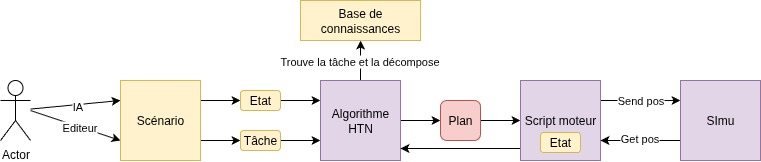 Base de
connaissances
Trouve la tâche et la décompose
IA
Editeur
Actor
Scénario
Etat
Tâche
Algorithme
HTN
Plan
Script moteur
Etat
Send pos
Get pos
SImu